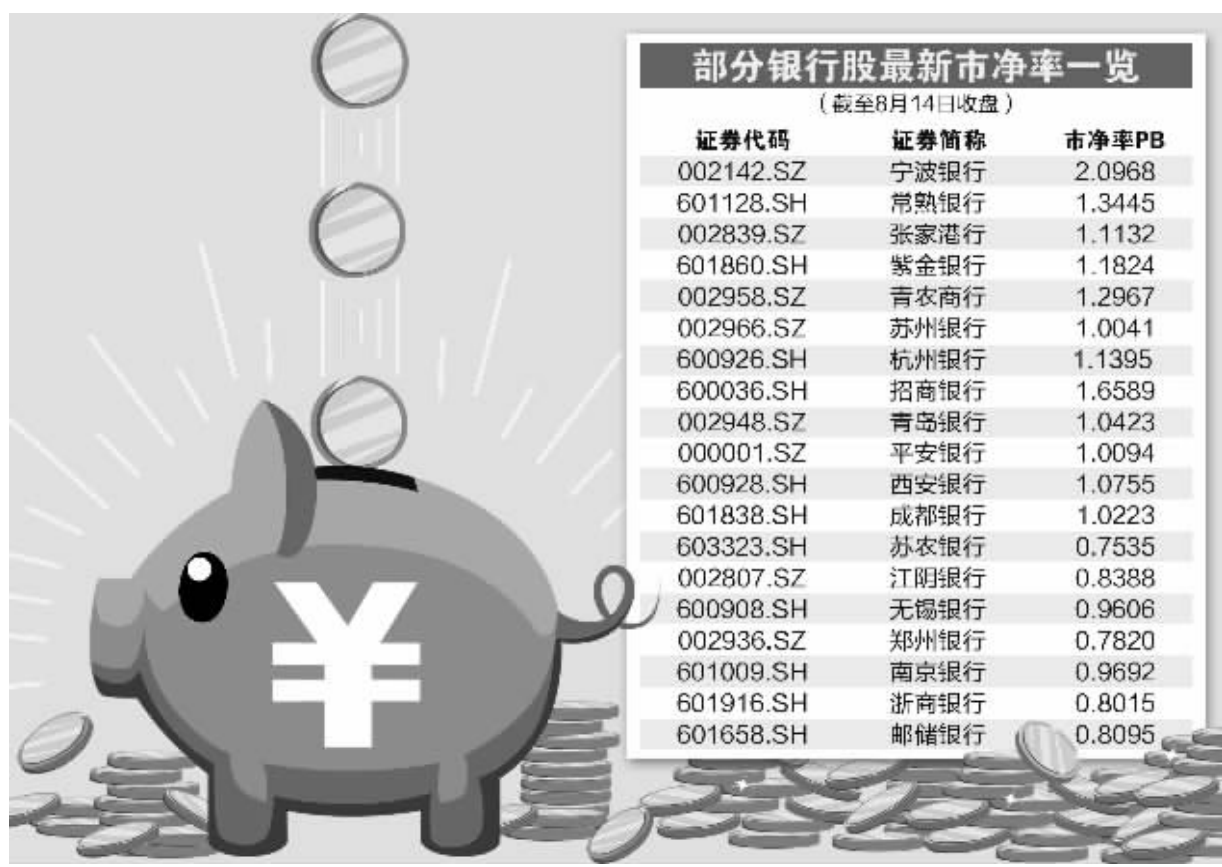 部分银行股最新市净率一览
（截至8月14日收盘）
证券代码 证券简称 市净率PB
002142.SZ 宁波银行 2.0968
601128.SH 常熟银行 1.3445
002839.SZ 张家港行 1.1132
601860.SH 紫金银行 1.1824
002958.SZ 青农商行 1.2967
002966.SZ 苏州银行 1.0041
600926.SH 杭州银行 1.1395
600036.SH 招商银行 1.6589
002948.SZ 青岛银行 1.0423
000001.SZ 平安银行 1.0094
600928.SH 西安银行 1.0755
601838.SH 成都银行 1.0223
603323.SH 苏农银行 0.7535
002807.SZ 江阴银行 0.8388
600908.SH 无锡银行 0.9606
002936.SZ 郑州银行 0.7820
601009.SH 南京银行 0.9692
601916.SH 浙商银行 0.8015
601658.SH 邮储银行 0.8095
¥